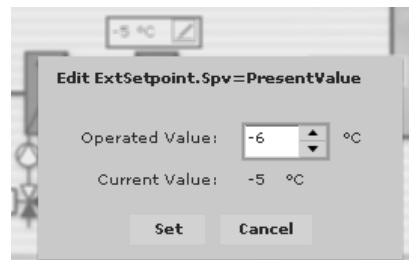 -5 °C
Edit ExtSetpoint.Spv=PresentValue
Operated Value: -6 °C
Current Value: -5 °C
Set Cancel